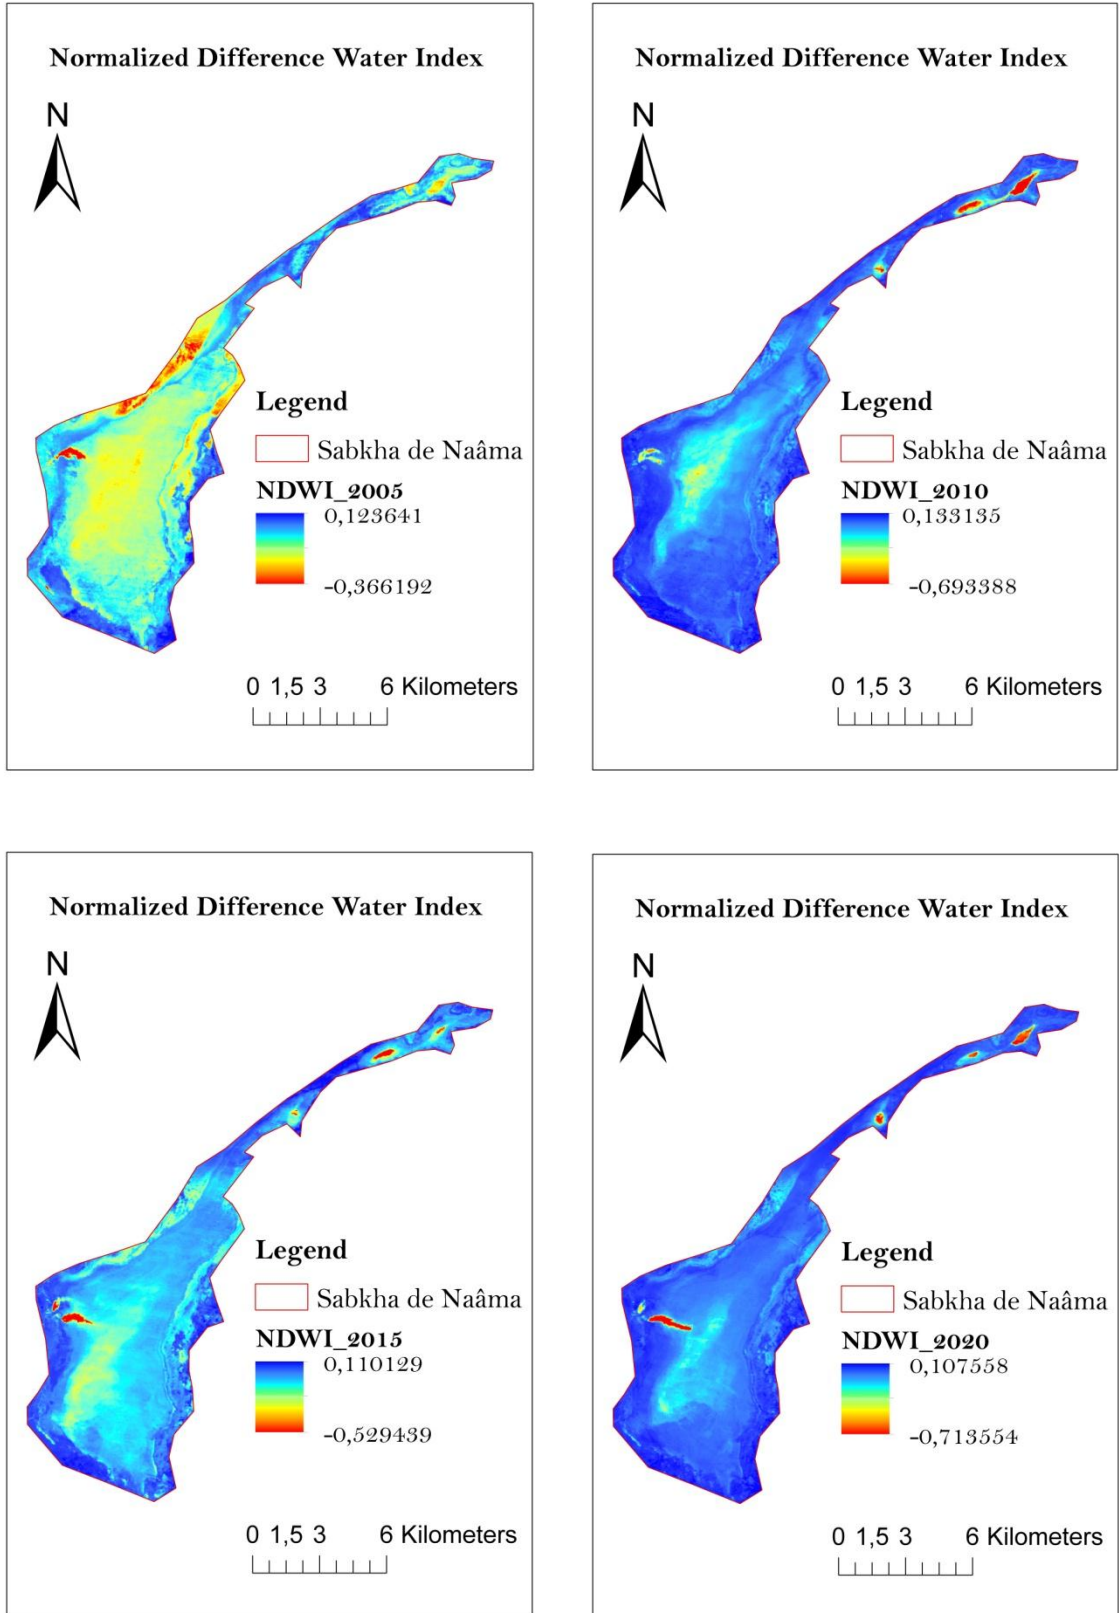 Normalized Difference Water Index
N
Legend
Sabkha de Naâma
NDWI_2005
0,123641
-0,366192
0 1,5 3 6 Kilometers
Normalized Difference Water Index
N
Legend
Sabkha de Naâma
NDWI_2010
0,133135
-0,693388
0 1,5 3 6 Kilometers
Normalized Difference Water Index
N
Legend
Sabkha de Naâma
NDWI_2015
0,110129
-0,529439
0 1,5 3 6 Kilometers
Normalized Difference Water Index
N
Legend
Sabkha de Naâma
NDWI_2020
0,107558
-0,713554
0 1,5 3 6 Kilometers